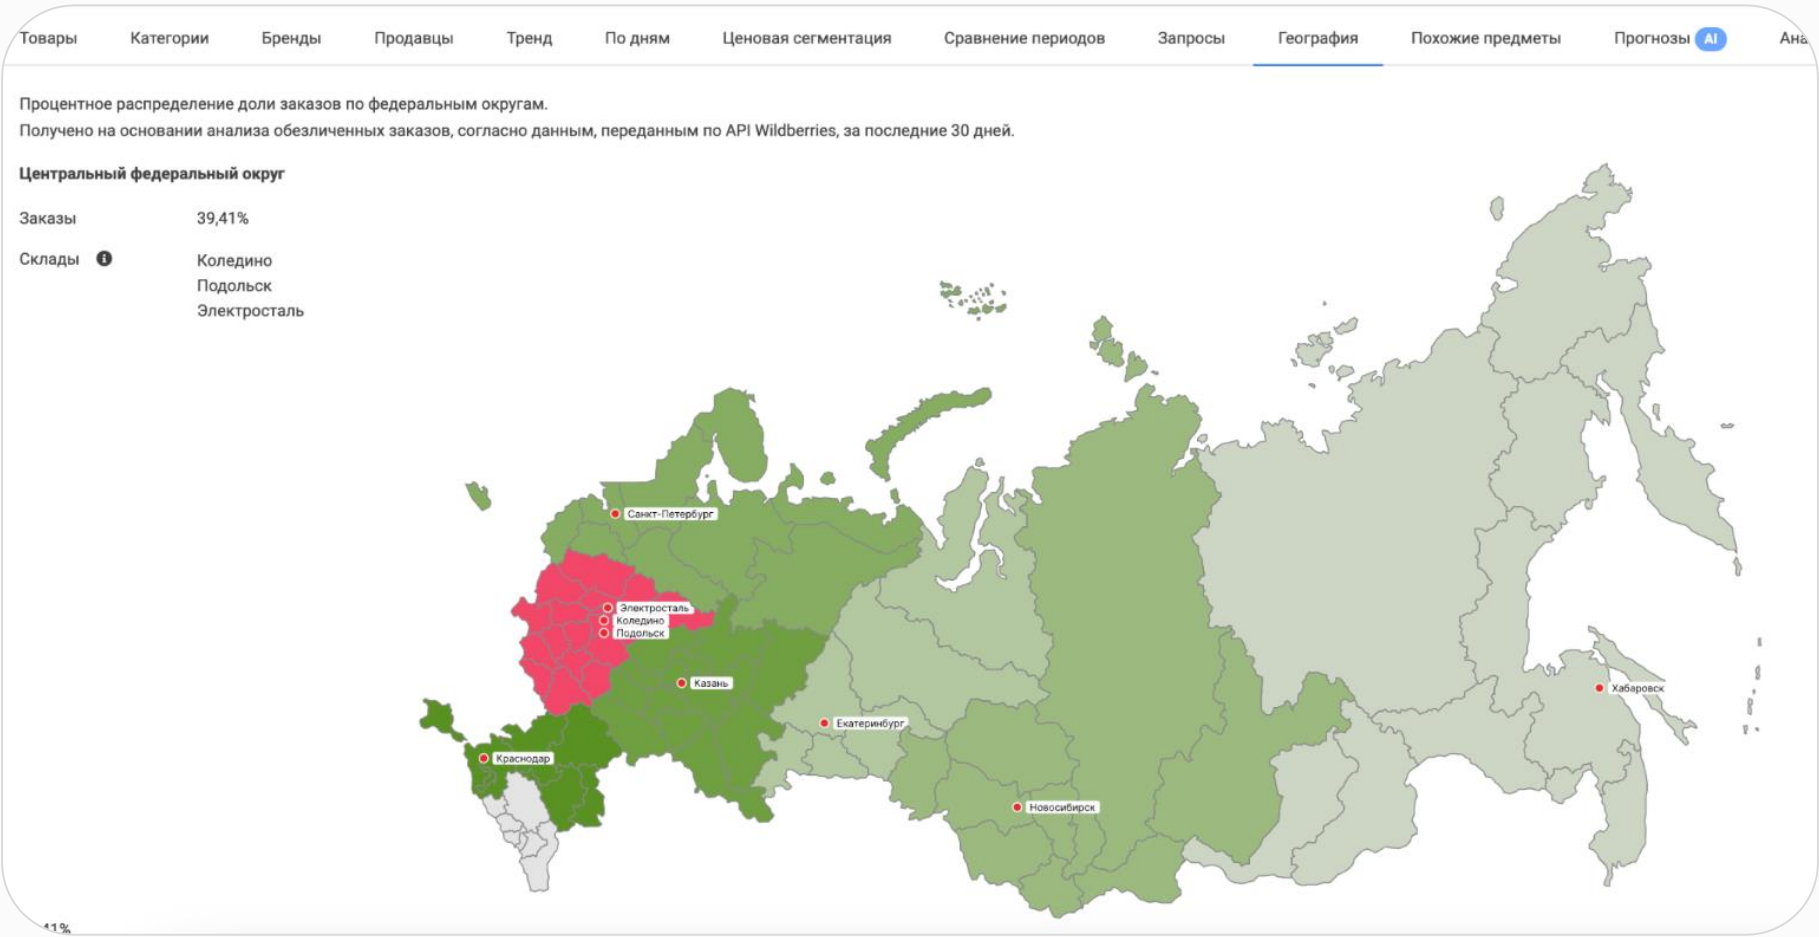 Товары Категории Бренды Продавцы Тренд По дням Ценовая сегментация Сравнение периодов Запросы География Похожие предметы Прогнозы AI Ана
Процентное распределение доли заказов по федеральным округам.
Получено на основании анализа обезличенных заказов, согласно данным, переданным по API Wildberries, за последние 30 дней.
Центральный федеральный округ
Заказы 39,41%
Склады Коледино
Подольск
Электросталь
Санкт-Петербург
Электросталь
Коледино
Подольск
Казань
Хабаровск
Екатеринбург
Краснодар
Новосибирск
41%